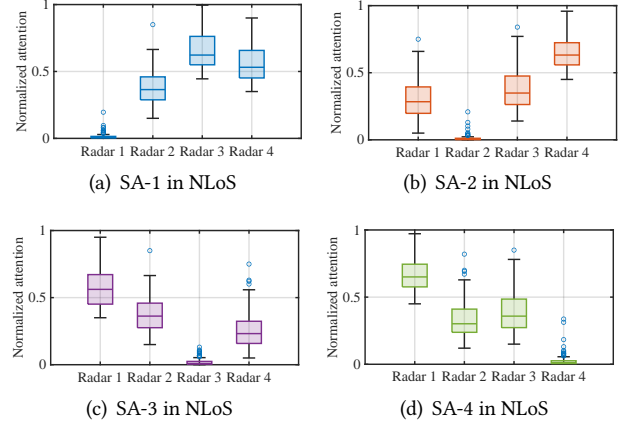 Normalized attention
1
0.5
0
Radar 1 Radar 2 Radar 3 Radar 4
(a) SA-1 in NLoS
Normalized attention
1
0.5
0
Radar 1 Radar 2 Radar 3 Radar 4
(b) SA-2 in NLoS
Normalized attention
1
0.5
0
Radar 1 Radar 2 Radar 3 Radar 4
(c) SA-3 in NLoS
Normalized attention
1
0.5
0
Radar 1 Radar 2 Radar 3 Radar 4
(d) SA-4 in NLoS